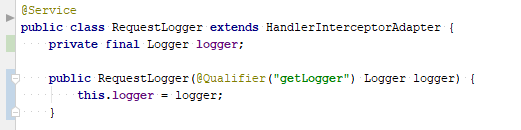 @Service
public class RequestLogger extends HandlerInterceptorAdapter {
    private final Logger logger;
    public RequestLogger(@Qualifier("getLogger") Logger logger) {
        this.logger = logger;
    }